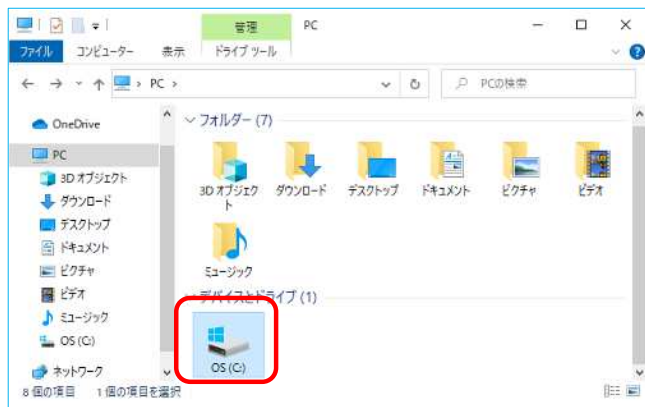 管理
PC
ファイル
コンピューター
表示
ドライブ ツール
PC
PCの検索
OneDrive
PC
3D オブジェクト
ダウンロード
デスクトップ
ドキュメント
ピクチャ
ビデオ
ミュージック
OS (C:)
ネットワーク
フォルダー (7)
3D オブジェク
ト
ダウンロード
デスクトップ
ドキュメント
ピクチャ
ビデオ
ミュージック
デバイスとドライブ (1)
OS (C:)
8 個の項目
1 個の項目を選択